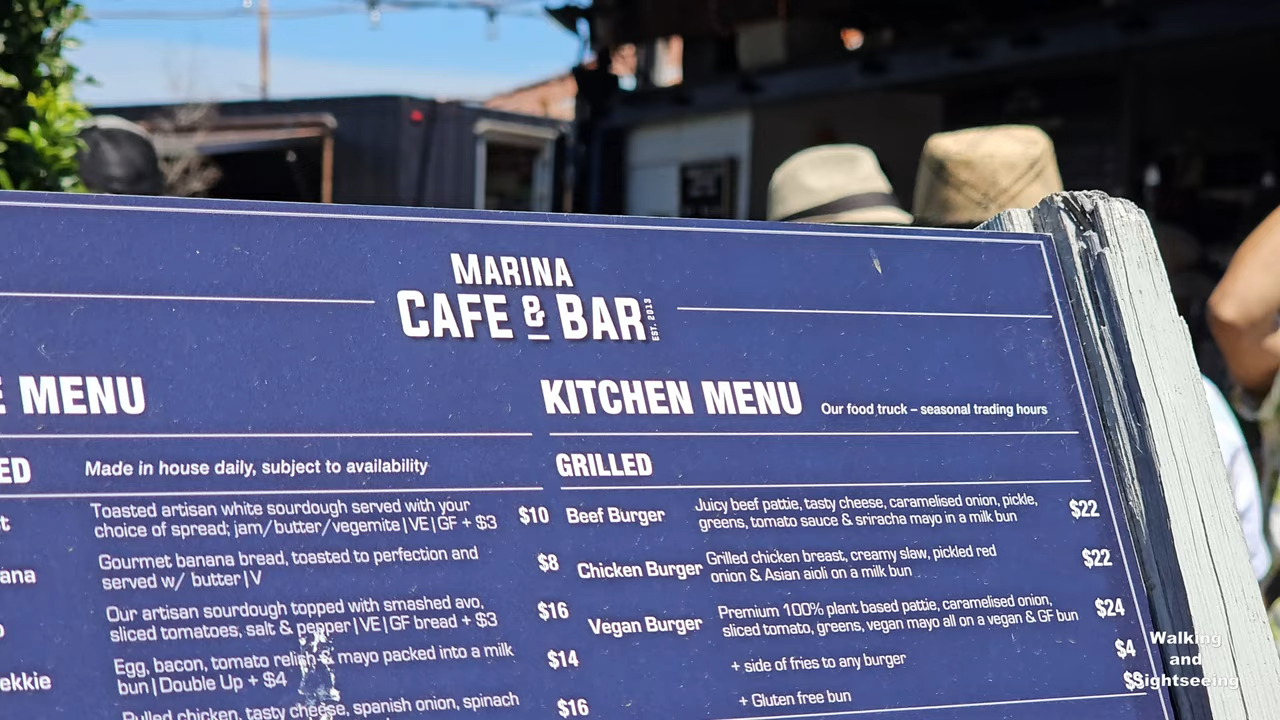 MARINA
CAFE & BAR
EST. 2013
MENU
Made in house daily, subject to availability
Toasted artisan white sourdough served with your
choice of spread; jam/butter/vegemite|VE|GF + $3
$10
Gourmet banana bread, toasted to perfection and
served w/ butter|V
$8
Our artisan sourdough topped with smashed avo,
sliced tomatoes, salt & pepper|VE|GF bread + $3
$16
Egg, bacon, tomato relish & mayo packed into a milk
bun|Double Up + $4
$14
Pulled chicken, tasty cheese, spanish onion, spinach
$16
KITCHEN MENU
Our food truck – seasonal trading hours
GRILLED
Beef Burger
Juicy beef pattie, tasty cheese, caramelised onion, pickle,
greens, tomato sauce & sriracha mayo in a milk bun
$22
Chicken Burger
Grilled chicken breast, creamy slaw, pickled red
onion & Asian aioli on a milk bun
$22
Vegan Burger
Premium 100% plant based pattie, caramelised onion,
sliced tomato, greens, vegan mayo all on a vegan & GF bun
$24
+ side of fries to any burger
$4
+ Gluten free bun
Walking
and
Sightseeing